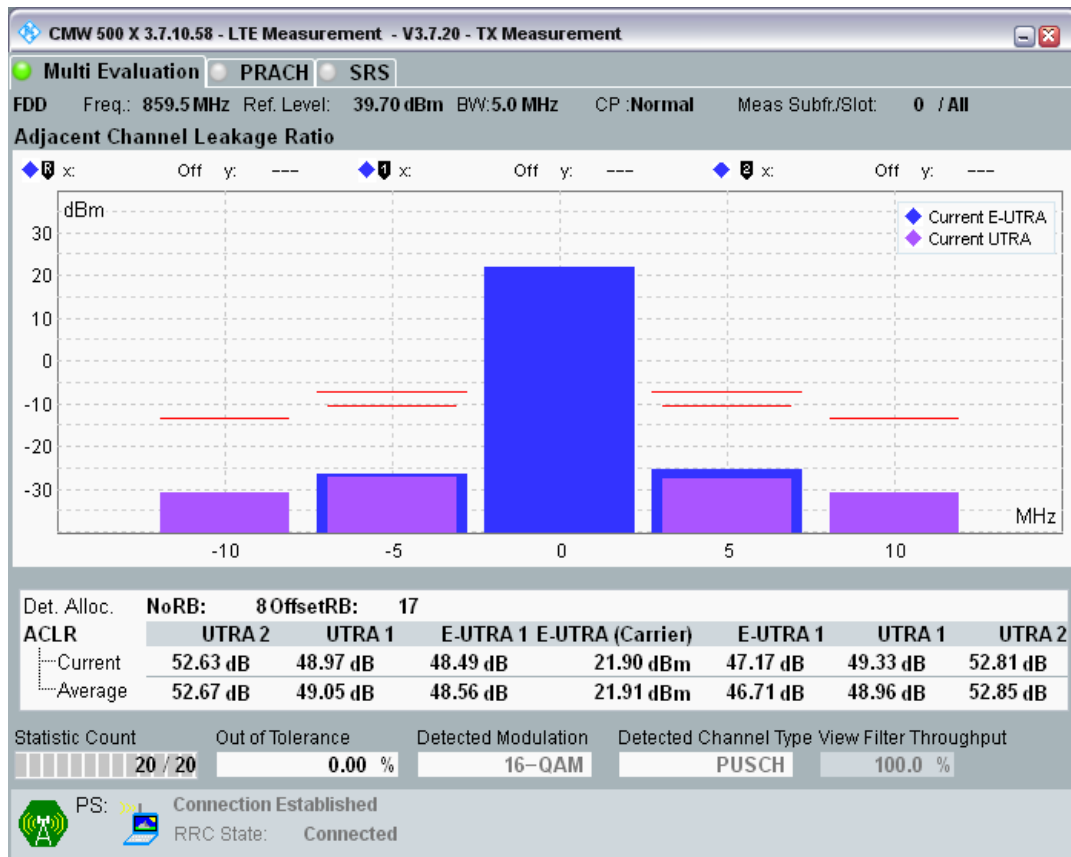 CMW 500 X 3.7.10.58 - LTE Measurement - V3.7.20 - TX Measurement
Multi Evaluation PRACH SRS
FDD Freq.: 859.5 MHz Ref. Level: 39.70 dBm BW:5.0 MHz CP :Normal Meas Subfr./Slot: 0 / All
Adjacent Channel Leakage Ratio
R x: Off y: --- 1 x: Off y: --- 2 x: Off y: ---
dBm
Current E-UTRA
Current UTRA
30
20
10
0
-10
-20
-30
MHz
-10 -5 0 5 10
Det. Alloc. NoRB: 8 OffsetRB: 17
ACLR UTRA 2 UTRA 1 E-UTRA 1 E-UTRA (Carrier) E-UTRA 1 UTRA 1 UTRA 2
Current 52.63 dB 48.97 dB 48.49 dB 21.90 dBm 47.17 dB 49.33 dB 52.81 dB
Average 52.67 dB 49.05 dB 48.56 dB 21.91 dBm 46.71 dB 48.96 dB 52.85 dB
Statistic Count Out of Tolerance Detected Modulation Detected Channel Type View Filter Throughput
20 / 20 0.00 % 16-QAM PUSCH 100.0 %
PS: Connection Established
RRC State: Connected